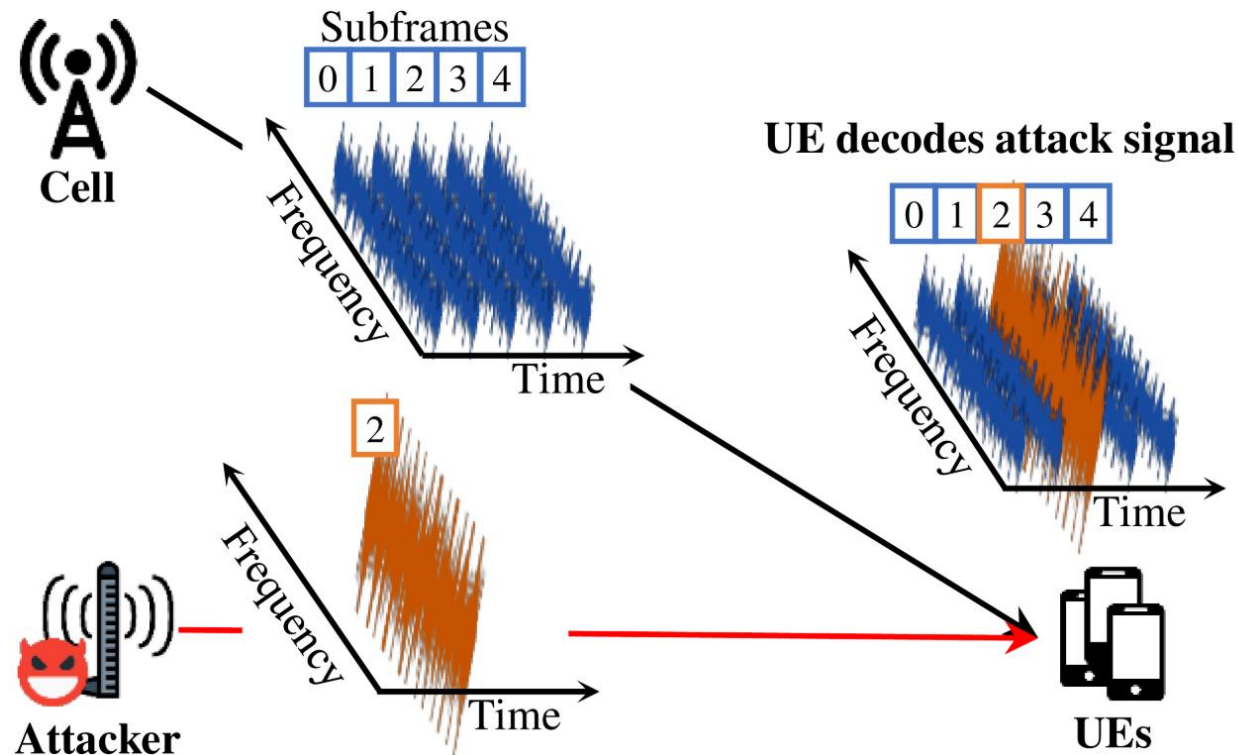 Subframes
0 1 2 3 4
Cell
Frequency
Time
UE decodes attack signal
0 1 2 3 4
Frequency
Time
2
Frequency
Time
Attacker
UEs